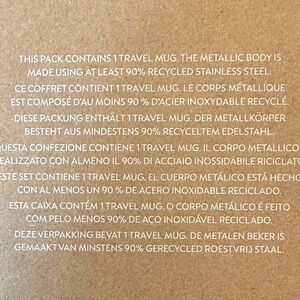 THIS PACK CONTAINS 1 TRAVEL MUG. THE METALLIC BODY IS
MADE USING AT LEAST 90% RECYCLED STAINLESS STEEL.
CE COFFRET CONTIENT 1 TRAVEL MUG. LE CORPS MÉTALLIQUE
EST COMPOSÉ D'AU MOINS 90 % D'ACIER INOXYDABLE RECYCLÉ.
DIESE PACKUNG ENTHÄLT 1 TRAVEL MUG. DER METALLKÖRPER
BESTEHT AUS MINDESTENS 90% RECYCELTEM EDELSTAHL.
UESTA CONFEZIONE CONTIENE 1 TRAVEL MUG. IL CORPO METALLICO
EALIZZATO CON ALMENO IL 90% DI ACCIAIO INOSSIDABILE RICICLAT
ESTE SET CONTIENE 1 TRAVEL MUG. EL CUERPO METÁLICO ESTÁ HECHO
CON AL MENOS UN 90 % DE ACERO INOXIDABLE RECICLADO.
ESTA CAIXA CONTÉM 1 TRAVEL MUG. O CORPO METÁLICO É FEITO
COM PELO MENOS 90% DE AÇO INOXIDÁVEL RECICLADO.
DEZE VERPAKKING BEVAT 1 TRAVEL MUG. DE METALEN BEKER IS
GEMAAKT VAN MINSTENS 90% GERECYCLED ROESTVRIJ STAAL.